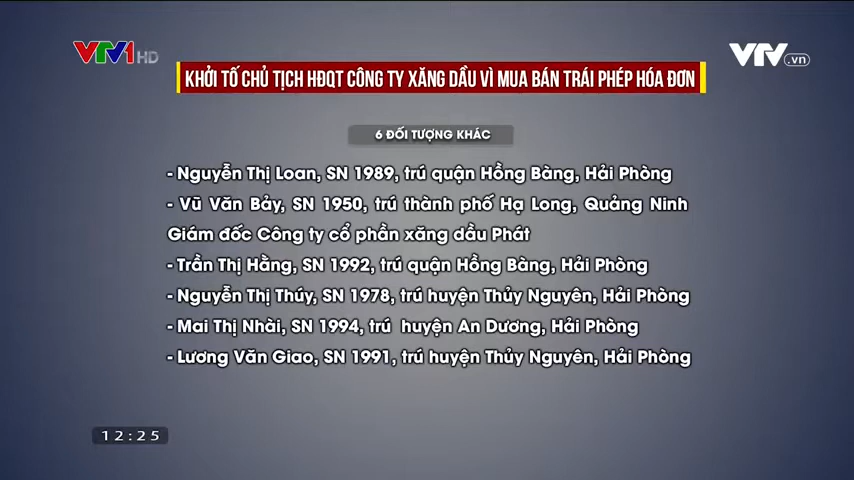 VTV1 HD
VTV.vn
KHỞI TỐ CHỦ TỊCH HĐQT CÔNG TY XĂNG DẦU VÌ MUA BÁN TRÁI PHÉP HÓA ĐƠN
6 ĐỐI TƯỢNG KHÁC
- Nguyễn Thị Loan, SN 1989, trú quận Hồng Bàng, Hải Phòng
- Vũ Văn Bảy, SN 1950, trú thành phố Hạ Long, Quảng Ninh
Giám đốc Công ty cổ phần xăng dầu Phát
- Trần Thị Hằng, SN 1992, trú quận Hồng Bàng, Hải Phòng
- Nguyễn Thị Thúy, SN 1978, trú huyện Thủy Nguyên, Hải Phòng
- Mai Thị Nhài, SN 1994, trú huyện An Dương, Hải Phòng
- Lương Văn Giao, SN 1991, trú huyện Thủy Nguyên, Hải Phòng
12:25